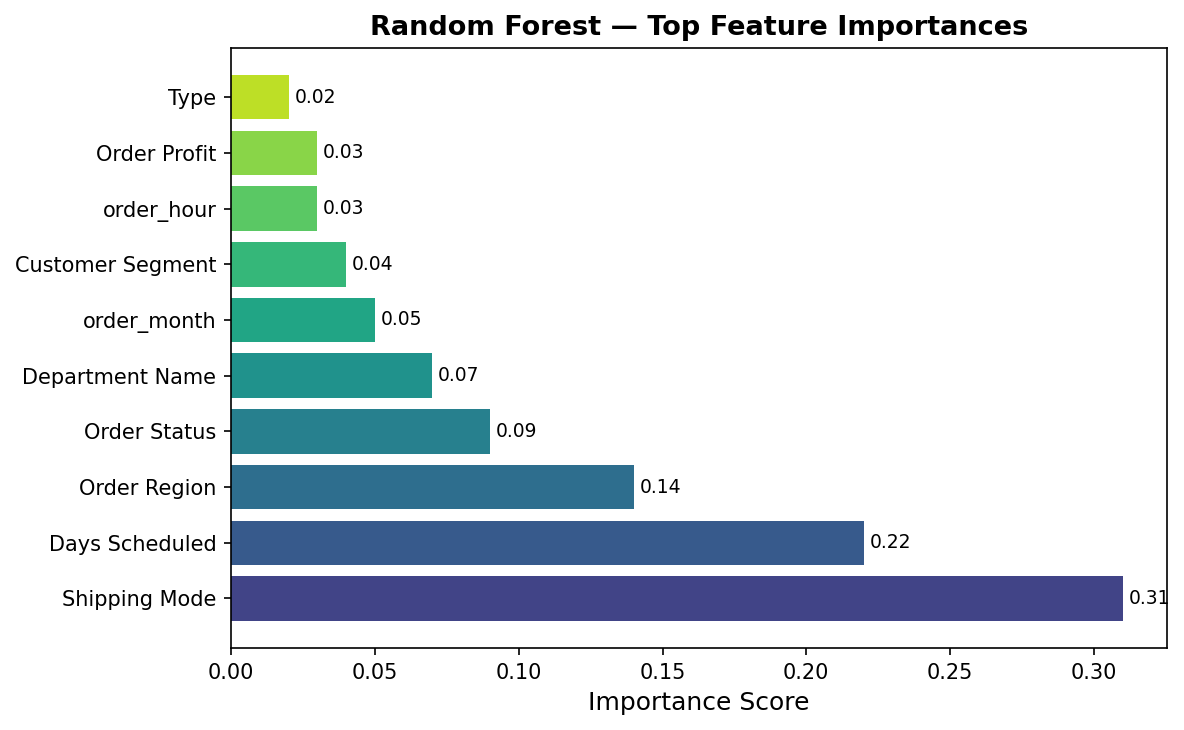 Random Forest — Top Feature Importances
Type 0.02
Order Profit 0.03
order_hour 0.03
Customer Segment 0.04
order_month 0.05
Department Name 0.07
Order Status 0.09
Order Region 0.14
Days Scheduled 0.22
Shipping Mode 0.31
0.00 0.05 0.10 0.15 0.20 0.25 0.30
Importance Score